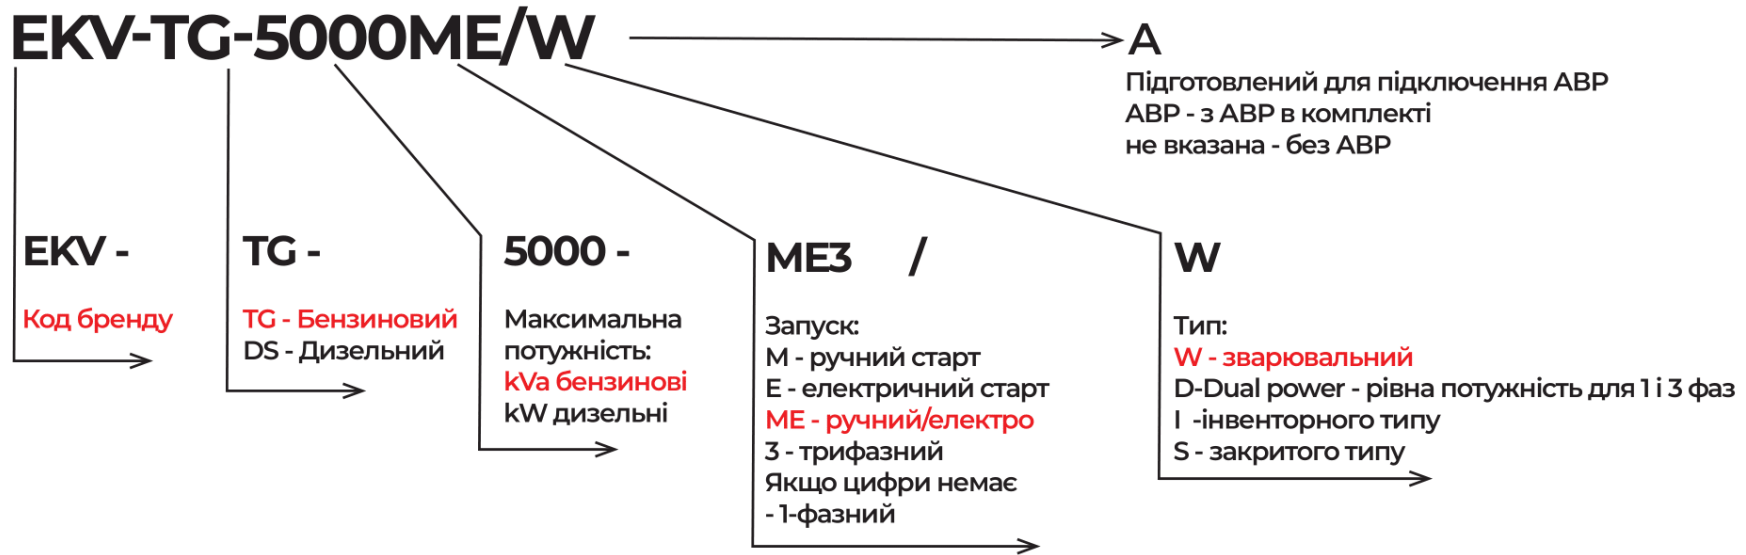 EKV-TG-5000ME/W
A
Підготовлений для підключення АВР
АВР - з АВР в комплекті
не вказана - без АВР
EKV -
Код бренду
TG -
TG - Бензиновий
DS - Дизельний
5000 -
Максимальна
потужність:
kVa бензинові
kW дизельні
ME3 /
Запуск:
М - ручний старт
Е - електричний старт
МЕ - ручний/електро
3 - трифазний
Якщо цифри немає
- 1-фазний
W
Тип:
W - зварювальний
D-Dual power - рівна потужність для 1 і 3 фаз
I -інвенторного типу
S - закритого типу